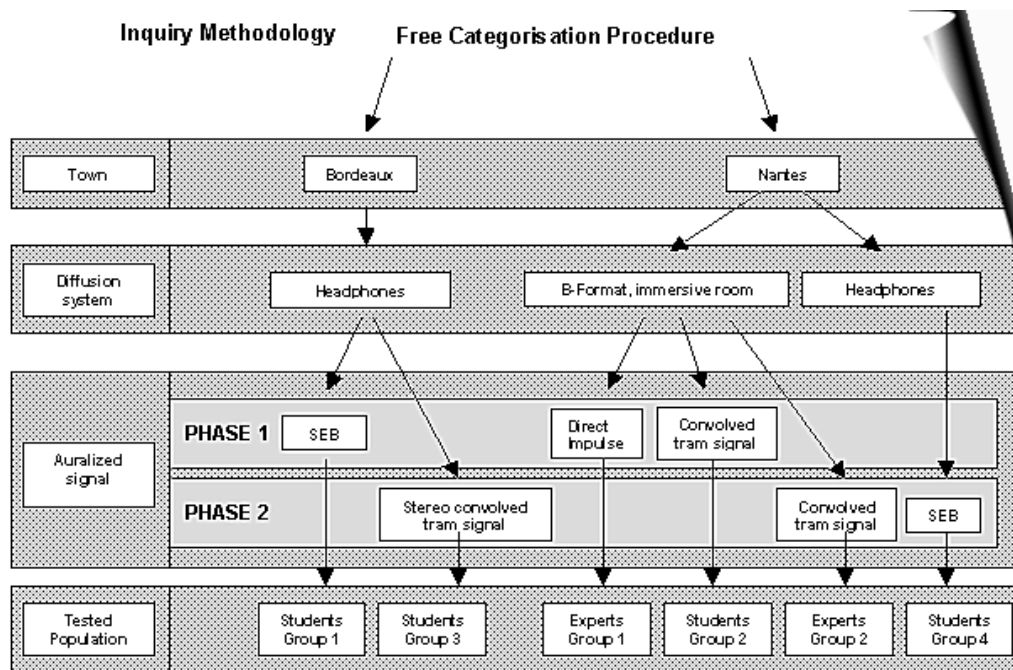 Inquiry Methodology Free Categorisation Procedure
Town
Bordeaux
Nantes
Diffusion
system
Headphones
B-Format, immersive room
Headphones
Auralized
signal
PHASE 1
SEB
Direct
Impulse
Convolved
tram signal
PHASE 2
Stereo convolved
tram signal
Convolved
tram signal
SEB
Tested
Population
Students
Group 1
Students
Group 3
Experts
Group 1
Students
Group 2
Experts
Group 2
Students
Group 4